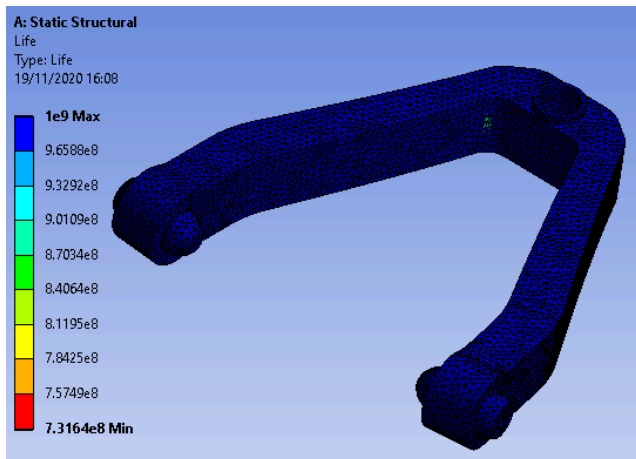 A: Static Structural
Life
Type: Life
19/11/2020 16:08
1e9 Max
9.6588e8
9.3292e8
9.0109e8
8.7034e8
8.4064e8
8.1195e8
7.8425e8
7.5749e8
7.3164e8 Min